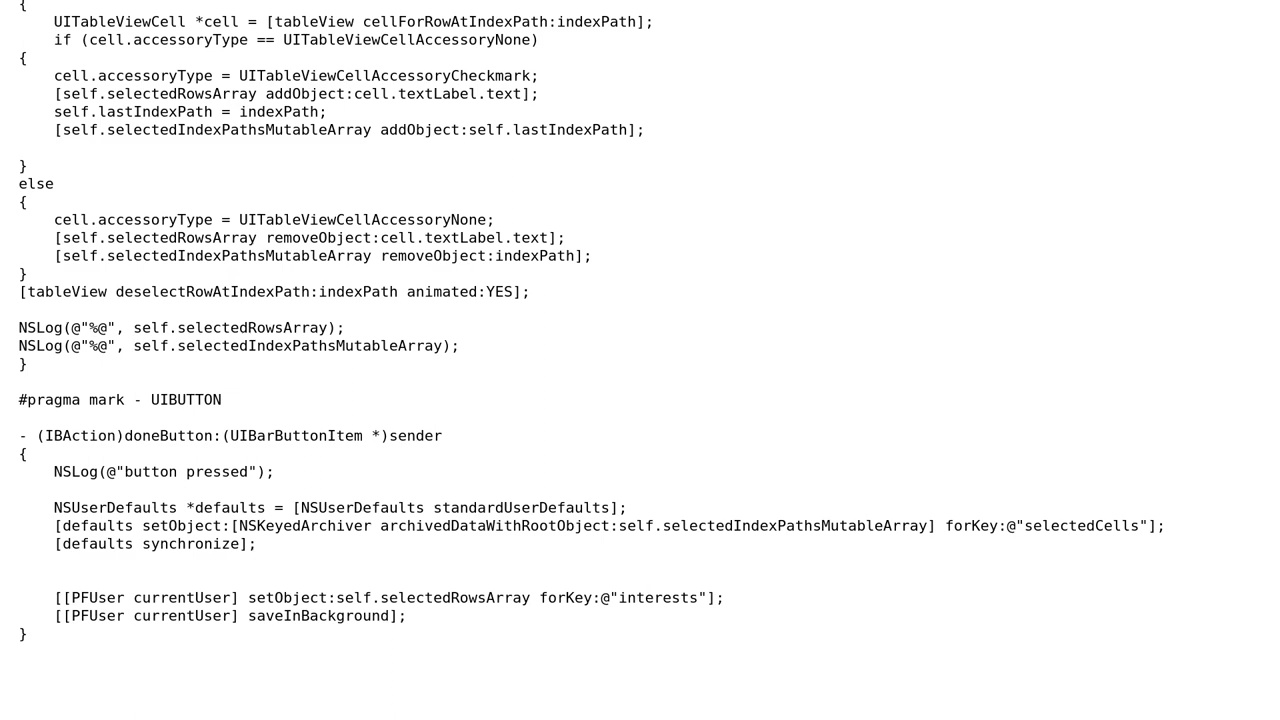 {
    UITableViewCell *cell = [tableView cellForRowAtIndexPath:indexPath];
    if (cell.accessoryType == UITableViewCellAccessoryNone)
{
    cell.accessoryType = UITableViewCellAccessoryCheckmark;
    [self.selectedRowsArray addObject:cell.textLabel.text];
    self.lastIndexPath = indexPath;
    [self.selectedIndexPathsMutableArray addObject:self.lastIndexPath];

}
else
{
    cell.accessoryType = UITableViewCellAccessoryNone;
    [self.selectedRowsArray removeObject:cell.textLabel.text];
    [self.selectedIndexPathsMutableArray removeObject:indexPath];
}
[tableView deselectRowAtIndexPath:indexPath animated:YES];

NSLog(@"%@", self.selectedRowsArray);
NSLog(@"%@", self.selectedIndexPathsMutableArray);
}

#pragma mark - UIBUTTON

- (IBAction)doneButton:(UIBarButtonItem *)sender
{
    NSLog(@"button pressed");

    NSUserDefaults *defaults = [NSUserDefaults standardUserDefaults];
    [defaults setObject:[NSKeyedArchiver archivedDataWithRootObject:self.selectedIndexPathsMutableArray] forKey:@"selectedCells"];
    [defaults synchronize];


    [[PFUser currentUser] setObject:self.selectedRowsArray forKey:@"interests"];
    [[PFUser currentUser] saveInBackground];
}